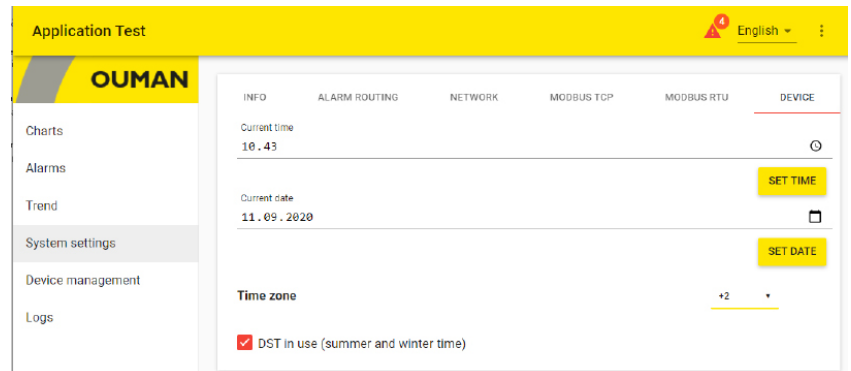 Application Test
4
English
OUMAN
Charts
Alarms
Trend
System settings
Device management
Logs
INFO ALARM ROUTING NETWORK MODBUS TCP MODBUS RTU DEVICE
Current time
10.43
SET TIME
Current date
11.09.2020
SET DATE
Time zone +2
DST in use (summer and winter time)